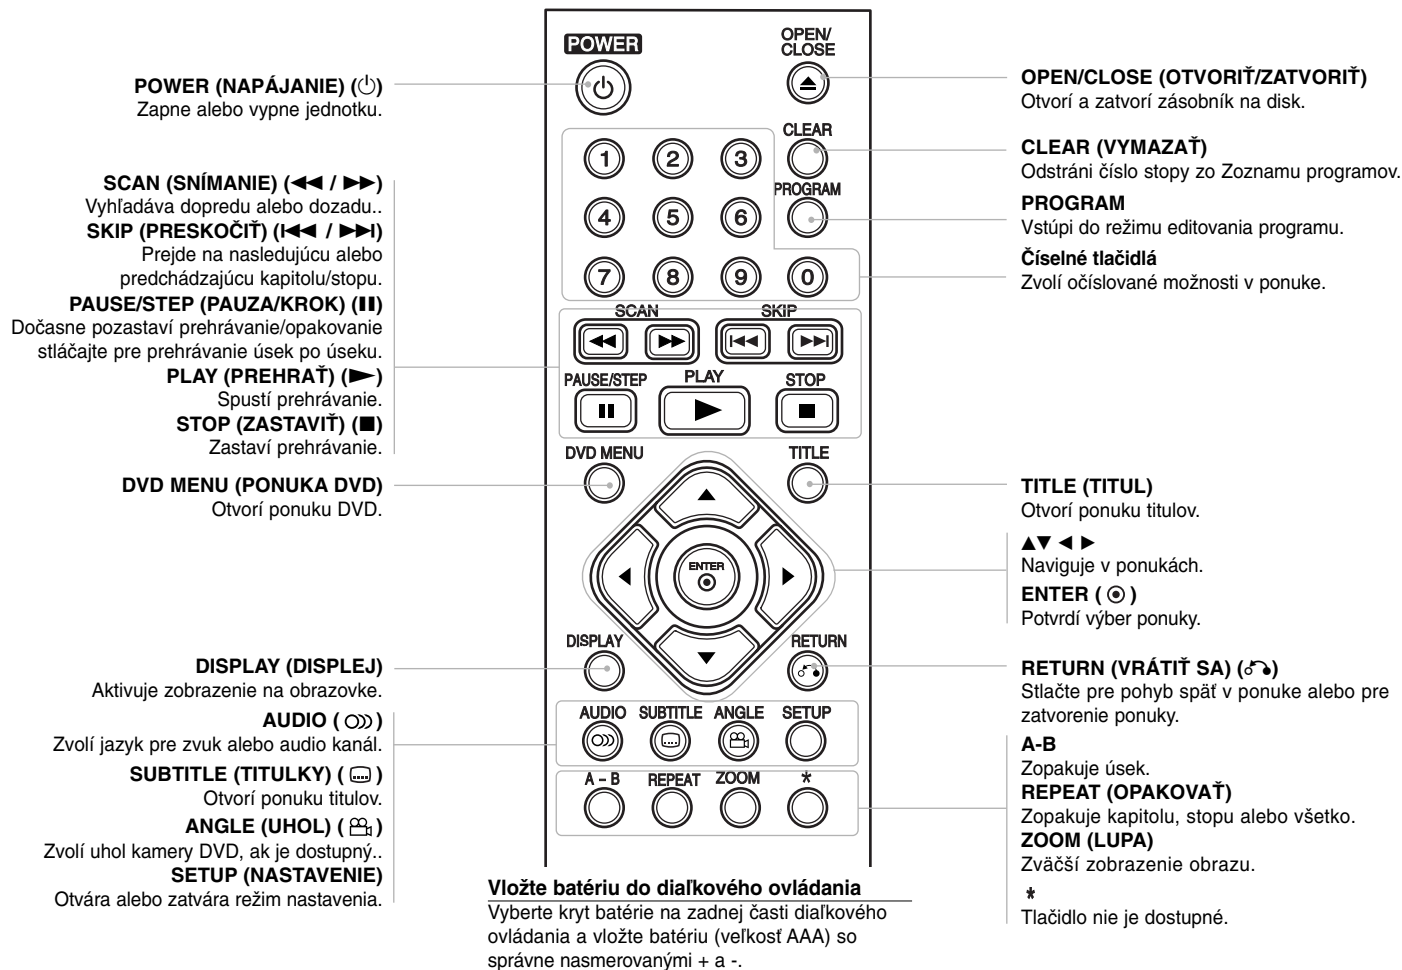 POWER (NAPÁJANIE) (⏻)
Zapne alebo vypne jednotku.
SCAN (SNÍMANIE) (◀◀ / ▶▶)
Vyhľadáva dopredu alebo dozadu..
SKIP (PRESKOČIŤ) (I◀◀ / ▶▶I)
Prejde na nasledujúcu alebo
predchádzajúcu kapitolu/stopu.
PAUSE/STEP (PAUZA/KROK) (II)
Dočasne pozastaví prehrávanie/opakovanie
stláčajte pre prehrávanie úsek po úseku.
PLAY (PREHRAŤ) (▶)
Spustí prehrávanie.
STOP (ZASTAVIŤ) (■)
Zastaví prehrávanie.
DVD MENU (PONUKA DVD)
Otvorí ponuku DVD.
DISPLAY (DISPLEJ)
Aktivuje zobrazenie na obrazovke.
AUDIO ( )
Zvolí jazyk pre zvuk alebo audio kanál.
SUBTITLE (TITULKY) ( )
Otvorí ponuku titulov.
ANGLE (UHOL) ( )
Zvolí uhol kamery DVD, ak je dostupný..
SETUP (NASTAVENIE)
Otvára alebo zatvára režim nastavenia.
POWER
OPEN/
CLOSE
CLEAR
1 2 3
PROGRAM
4 5 6
7 8 9 0
SCAN SKIP
PAUSE/STEP PLAY STOP
DVD MENU TITLE
ENTER
DISPLAY RETURN
AUDIO SUBTITLE ANGLE SETUP
A – B REPEAT ZOOM *
Vložte batériu do diaľkového ovládania
Vyberte kryt batérie na zadnej časti diaľkového
ovládania a vložte batériu (veľkosť AAA) so
správne nasmerovanými + a -.
OPEN/CLOSE (OTVORIŤ/ZATVORIŤ)
Otvorí a zatvorí zásobník na disk.
CLEAR (VYMAZAŤ)
Odstráni číslo stopy zo Zoznamu programov.
PROGRAM
Vstúpi do režimu editovania programu.
Číselné tlačidlá
Zvolí očíslované možnosti v ponuke.
TITLE (TITUL)
Otvorí ponuku titulov.
▲▼ ◀ ▶
Naviguje v ponukách.
ENTER ( ⦿ )
Potvrdí výber ponuky.
RETURN (VRÁTIŤ SA) ( )
Stlačte pre pohyb späť v ponuke alebo pre
zatvorenie ponuky.
A-B
Zopakuje úsek.
REPEAT (OPAKOVAŤ)
Zopakuje kapitolu, stopu alebo všetko.
ZOOM (LUPA)
Zväčší zobrazenie obrazu.
*
Tlačidlo nie je dostupné.